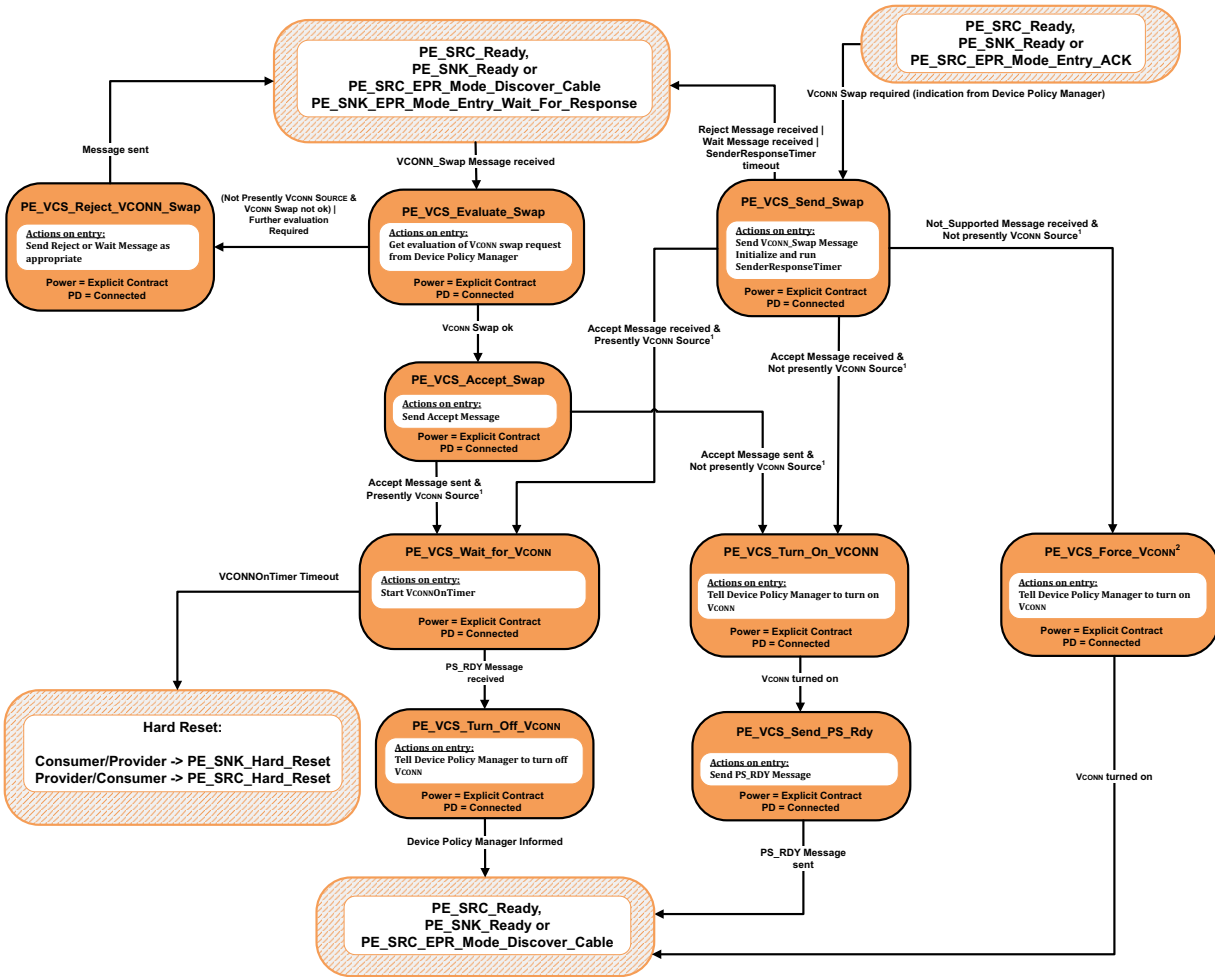 PE_SRC_Ready,
PE_SNK_Ready or
PE_SRC_EPR_Mode_Discover_Cable
PE_SNK_EPR_Mode_Entry_Wait_For_Response
PE_SRC_Ready,
PE_SNK_Ready or
PE_SRC_EPR_Mode_Entry_ACK
VCONN Swap required (indication from Device Policy Manager)
Message sent
VCONN_Swap Message received
Reject Message received |
Wait Message received |
SenderResponseTimer
timeout
PE_VCS_Reject_VCONN_Swap
Actions on entry:
Send Reject or Wait Message as
appropriate
Power = Explicit Contract
PD = Connected
(Not Presently VCONN SOURCE &
VCONN Swap not ok) |
Further evaluation
Required
PE_VCS_Evaluate_Swap
Actions on entry:
Get evaluation of VCONN swap request
from Device Policy Manager
Power = Explicit Contract
PD = Connected
PE_VCS_Send_Swap
Actions on entry:
Send VCONN_Swap Message
Initialize and run
SenderResponseTimer
Power = Explicit Contract
PD = Connected
Not_Supported Message received &
Not presently VCONN Source¹
VCONN Swap ok
Accept Message received &
Presently VCONN Source¹
Accept Message received &
Not presently VCONN Source¹
PE_VCS_Accept_Swap
Actions on entry:
Send Accept Message
Power = Explicit Contract
PD = Connected
Accept Message sent &
Presently VCONN Source¹
Accept Message sent &
Not presently VCONN Source¹
PE_VCS_Wait_for_VCONN
Actions on entry:
Start VCONNOnTimer
Power = Explicit Contract
PD = Connected
PE_VCS_Turn_On_VCONN
Actions on entry:
Tell Device Policy Manager to turn on
VCONN
Power = Explicit Contract
PD = Connected
PE_VCS_Force_VCONN²
Actions on entry:
Tell Device Policy Manager to turn on
VCONN
Power = Explicit Contract
PD = Connected
VCONNOnTimer Timeout
PS_RDY Message
received
VCONN turned on
Hard Reset:
Consumer/Provider -> PE_SNK_Hard_Reset
Provider/Consumer -> PE_SRC_Hard_Reset
PE_VCS_Turn_Off_VCONN
Actions on entry:
Tell Device Policy Manager to turn off
VCONN
Power = Explicit Contract
PD = Connected
PE_VCS_Send_PS_Rdy
Actions on entry:
Send PS_RDY Message
Power = Explicit Contract
PD = Connected
VCONN turned on
Device Policy Manager Informed
PS_RDY Message
sent
PE_SRC_Ready,
PE_SNK_Ready or
PE_SRC_EPR_Mode_Discover_Cable